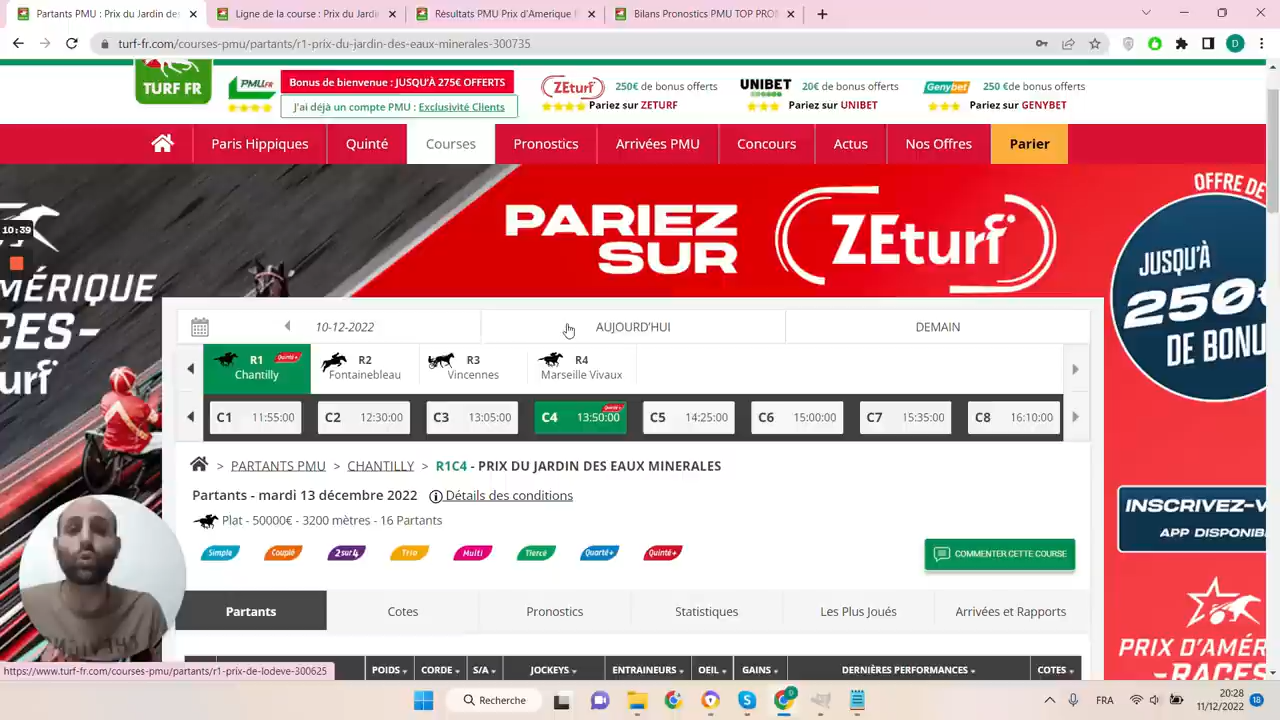 Partants PMU : Prix du Jardin des
Ligne de la course : Course Prix d'Amerique
Résultats PMU Prix d'Amerique
Bilans Pronostics PMU TOP PRON
turf-fr.com/courses-pmu/partants/r1-prix-du-jardin-des-eaux-minerales-300735
D
TURF FR
PMU.FR
Bonus de bienvenue : JUSQU'À 275€ OFFERTS
J'ai déjà un compte PMU : Exclusivité Clients
ZEturf
250€ de bonus offerts
Pariez sur ZETURF
UNIBET
20€ de bonus offerts
Pariez sur UNIBET
Genybet
250 €de bonus offerts
Pariez sur GENYBET
Paris Hippiques
Quinté
Courses
Pronostics
Arrivées PMU
Concours
Actus
Nos Offres
Parier
10:39
PARIEZ
SUR
ZEturf
OFFRE DE
JUSQU'À
250€
DE BONU
MÉRIQUE
CES-
urf
10-12-2022
AUJOURD'HUI
DEMAIN
R1 Quinté+
Chantilly
R2
Fontainebleau
R3
Vincennes
R4
Marseille Vivaux
C1 11:55:00
C2 12:30:00
C3 13:05:00
C4 13:50:00 Quinté+
C5 14:25:00
C6 15:00:00
C7 15:35:00
C8 16:10:00
> PARTANTS PMU > CHANTILLY > R1C4 - PRIX DU JARDIN DES EAUX MINERALES
Partants - mardi 13 décembre 2022 Détails des conditions
Plat - 50000€ - 3200 mètres - 16 Partants
Simple
Couplé
2sur4
Trio
Multi
Tiercé
Quarté+
Quinté+
COMMENTER CETTE COURSE
INSCRIVEZ-V
APP DISPONIB
PRIX D'AMÉR
RACES
Partants
Cotes
Pronostics
Statistiques
Les Plus Joués
Arrivées et Rapports
https://www.turf-fr.com/courses-pmu/partants/r1-prix-de-lodeve-300625
POIDS
CORDE
S/A
JOCKEYS
ENTRAINEURS
OEIL
GAINS
DERNIÈRES PERFORMANCES
COTES
Recherche
FRA
20:28
11/12/2022
18